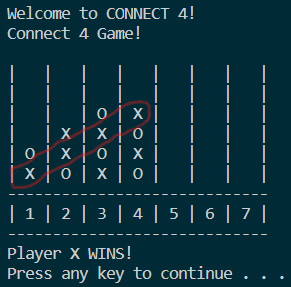 Welcome to CONNECT 4!
Connect 4 Game!
|   |   |   |   |   |   |   |
|   |   |   |   |   |   |   |
|   |   | O | X |   |   |   |
|   | X | X | O |   |   |   |
| O | X | O | X |   |   |   |
| X | O | X | O |   |   |   |
-----------------------------
| 1 | 2 | 3 | 4 | 5 | 6 | 7 |
-----------------------------
Player X WINS!
Press any key to continue . . .